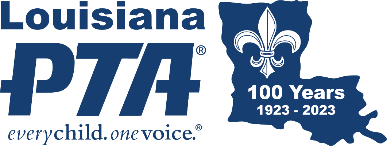 Louisiana
PTA®
everychild.onevoice.®
100 Years
1923 - 2023